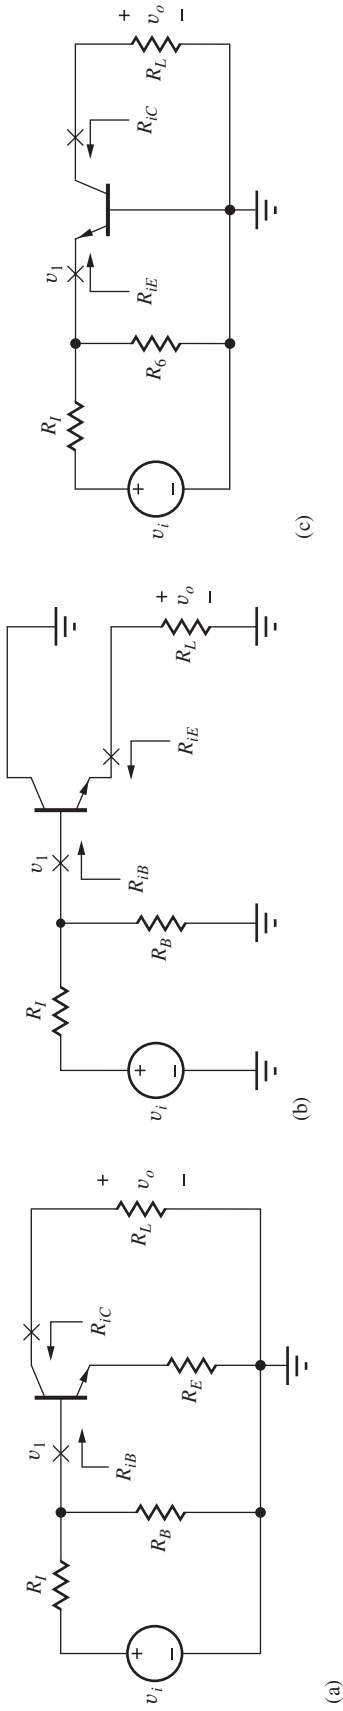 R_I
v_1
R_iC
+
v_o
−
R_L
+
−
v_i
R_iB
R_B
R_E
(a)
R_I
v_1
R_iB
R_iE
+
v_o
−
R_L
+
−
v_i
R_B
(b)
R_I
v_1
R_iE
R_iC
+
v_o
−
R_L
+
−
v_i
R_6
(c)